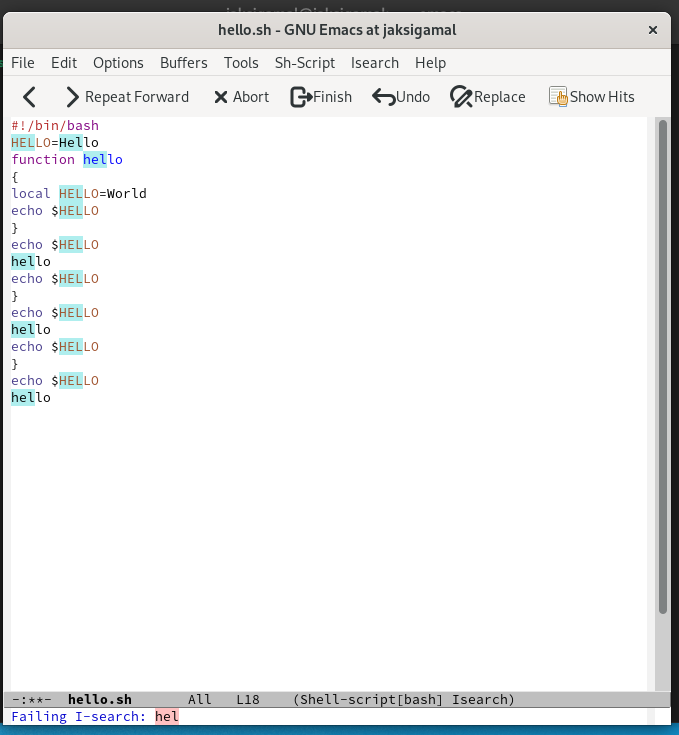 hello.sh - GNU Emacs at jaksigamal ×
File Edit Options Buffers Tools Sh-Script Isearch Help
Repeat Forward Abort Finish Undo Replace Show Hits
#!/bin/bash
HELLO=Hello
function hello
{
local HELLO=World
echo $HELLO
}
echo $HELLO
hello
echo $HELLO
}
echo $HELLO
hello
echo $HELLO
}
echo $HELLO
hello
-:**- hello.sh All L18 (Shell-script[bash] Isearch)
Failing I-search: hel